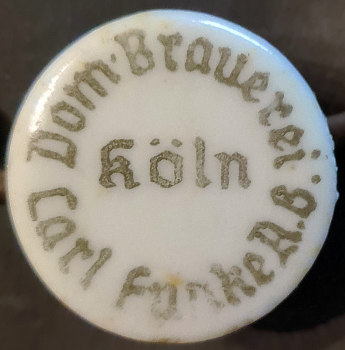 Dom-Brauerei Carl Funke A.G.
Köln